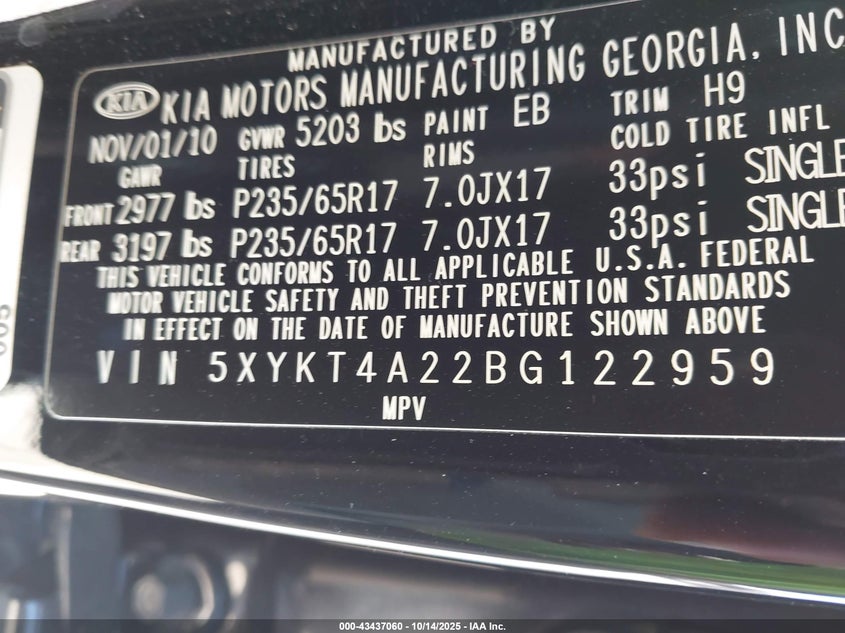 MANUFACTURED BY
KIA KIA MOTORS MANUFACTURING GEORGIA, INC
NOV/01/10 GVWR 5203 lbs PAINT EB TRIM H9
GAWR TIRES RIMS COLD TIRE INFL
FRONT 2977 lbs P235/65R17 7.0JX17 33psi SINGLE
REAR 3197 lbs P235/65R17 7.0JX17 33psi SINGLE
THIS VEHICLE CONFORMS TO ALL APPLICABLE U.S.A. FEDERAL
MOTOR VEHICLE SAFETY AND THEFT PREVENTION STANDARDS
IN EFFECT ON THE DATE OF MANUFACTURE SHOWN ABOVE
VIN 5XYKT4A22BG122959
MPV
000-43437060 - 10/14/2025 - IAA Inc.